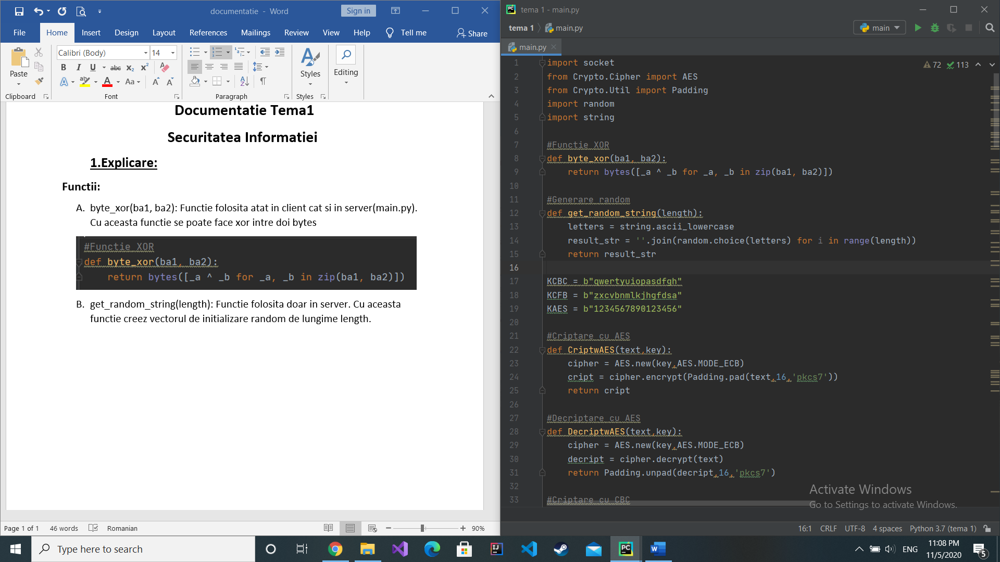 documentatie - Word
Sign in
File Home Insert Design Layout References Mailings Review View Help Tell me Share
Paste
Clipboard
Calibri (Body) 14
B I U abc x₂ x²
A A Aa A A
Font
Paragraph
Styles
Styles
Editing
Documentatie Tema1
Securitatea Informatiei
1.Explicare:
Functii:
A. byte_xor(ba1, ba2): Functie folosita atat in client cat si in server(main.py).
Cu aceasta functie se poate face xor intre doi bytes
#Functie XOR
def byte_xor(ba1, ba2):
    return bytes([_a ^ _b for _a, _b in zip(ba1, ba2)])
B. get_random_string(length): Functie folosita doar in server. Cu aceasta
functie creez vectorul de initializare random de lungime length.
Page 1 of 1 46 words Romanian 90%
PC tema 1 - main.py
tema 1 main.py main
main.py
72 113
1 import socket
2 from Crypto.Cipher import AES
3 from Crypto.Util import Padding
4 import random
5 import string
6
7 #Functie XOR
8 def byte_xor(ba1, ba2):
9     return bytes([_a ^ _b for _a, _b in zip(ba1, ba2)])
10
11 #Generare random
12 def get_random_string(length):
13     letters = string.ascii_lowercase
14     result_str = ''.join(random.choice(letters) for i in range(length))
15     return result_str
16
17 KCBC = b"qwertyuiopasdfgh"
18 KCFB = b"zxcvbnmlkjhgfdsa"
19 KAES = b"1234567890123456"
20
21 #Criptare cu AES
22 def CriptwAES(text,key):
23     cipher = AES.new(key,AES.MODE_ECB)
24     cript = cipher.encrypt(Padding.pad(text,16,'pkcs7'))
25     return cript
26
27 #Decriptare cu AES
28 def DecriptwAES(text,key):
29     cipher = AES.new(key,AES.MODE_ECB)
30     decript = cipher.decrypt(text)
31     return Padding.unpad(decript,16,'pkcs7')
32
33 #Criptare cu CBC
Activate Windows
Go to Settings to activate Windows.
16:1 CRLF UTF-8 4 spaces Python 3.7 (tema 1)
Type here to search
IJ
PC
W
ENG
11:08 PM
11/5/2020
5